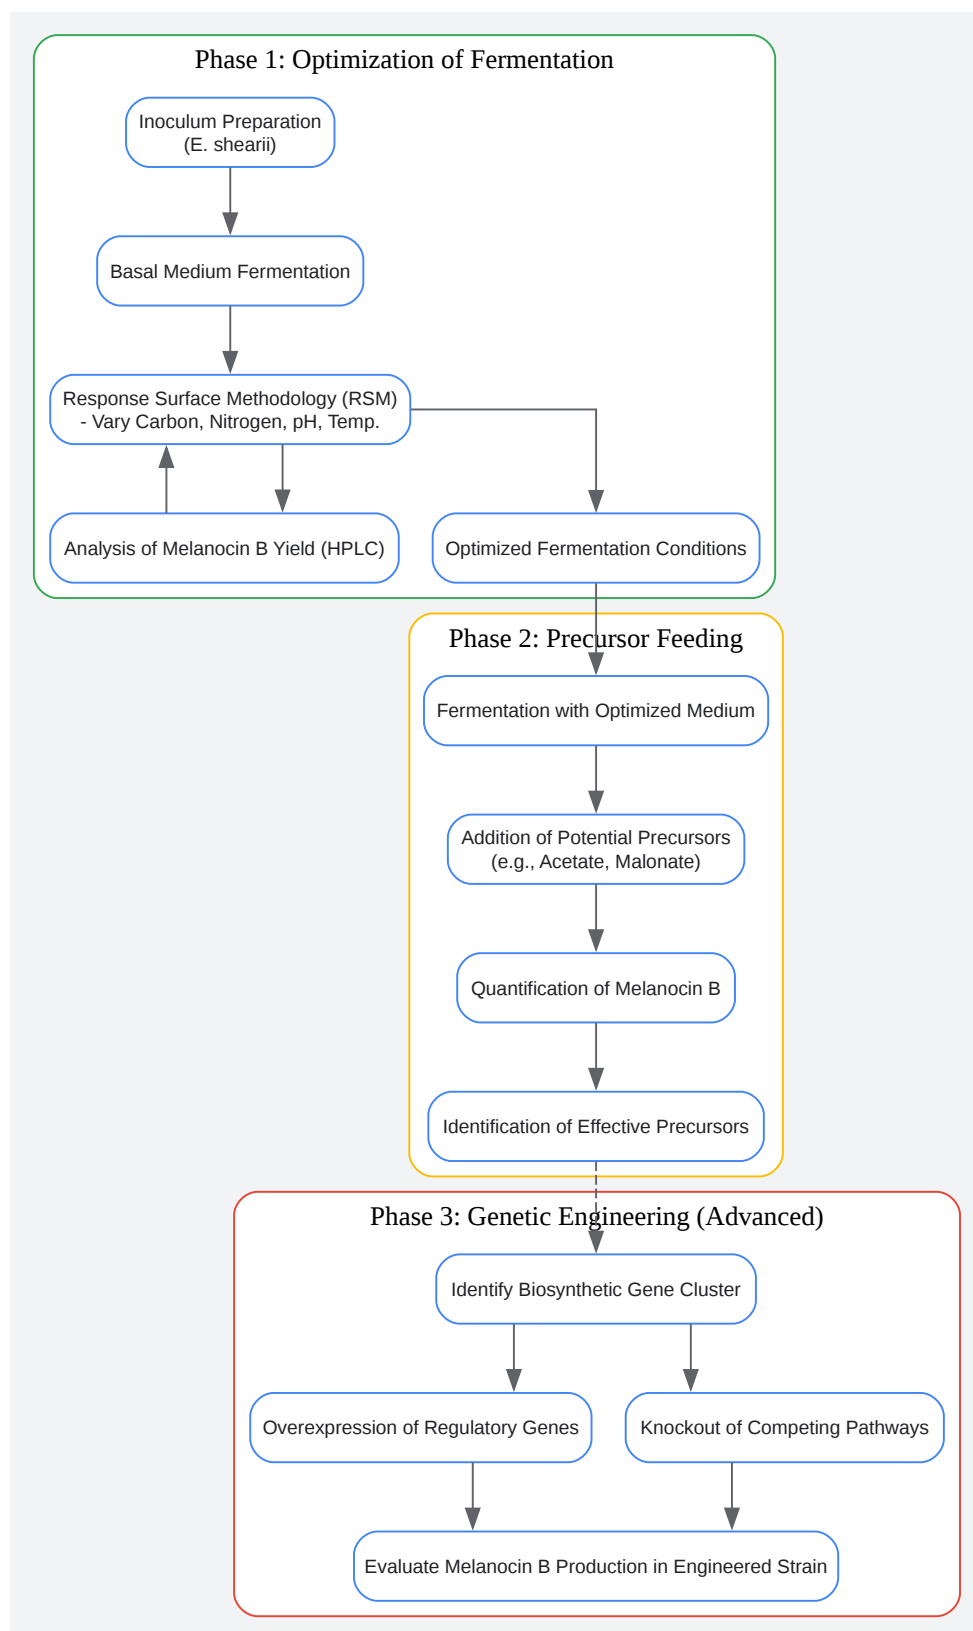 Phase 1: Optimization of Fermentation
Inoculum Preparation
(E. shearii)
Basal Medium Fermentation
Response Surface Methodology (RSM)
- Vary Carbon, Nitrogen, pH, Temp.
Analysis of Melanocin B Yield (HPLC)
Optimized Fermentation Conditions
Phase 2: Precursor Feeding
Fermentation with Optimized Medium
Addition of Potential Precursors
(e.g., Acetate, Malonate)
Quantification of Melanocin B
Identification of Effective Precursors
Phase 3: Genetic Engineering (Advanced)
Identify Biosynthetic Gene Cluster
Overexpression of Regulatory Genes
Knockout of Competing Pathways
Evaluate Melanocin B Production in Engineered Strain